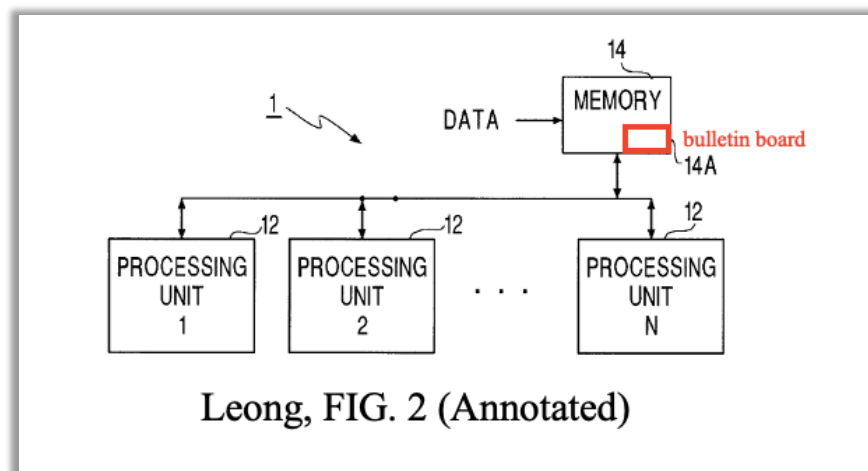 14
MEMORY
1
DATA
bulletin board
14A
12
12
12
PROCESSING
UNIT
1
PROCESSING
UNIT
2
. . .
PROCESSING
UNIT
N
Leong, FIG. 2 (Annotated)